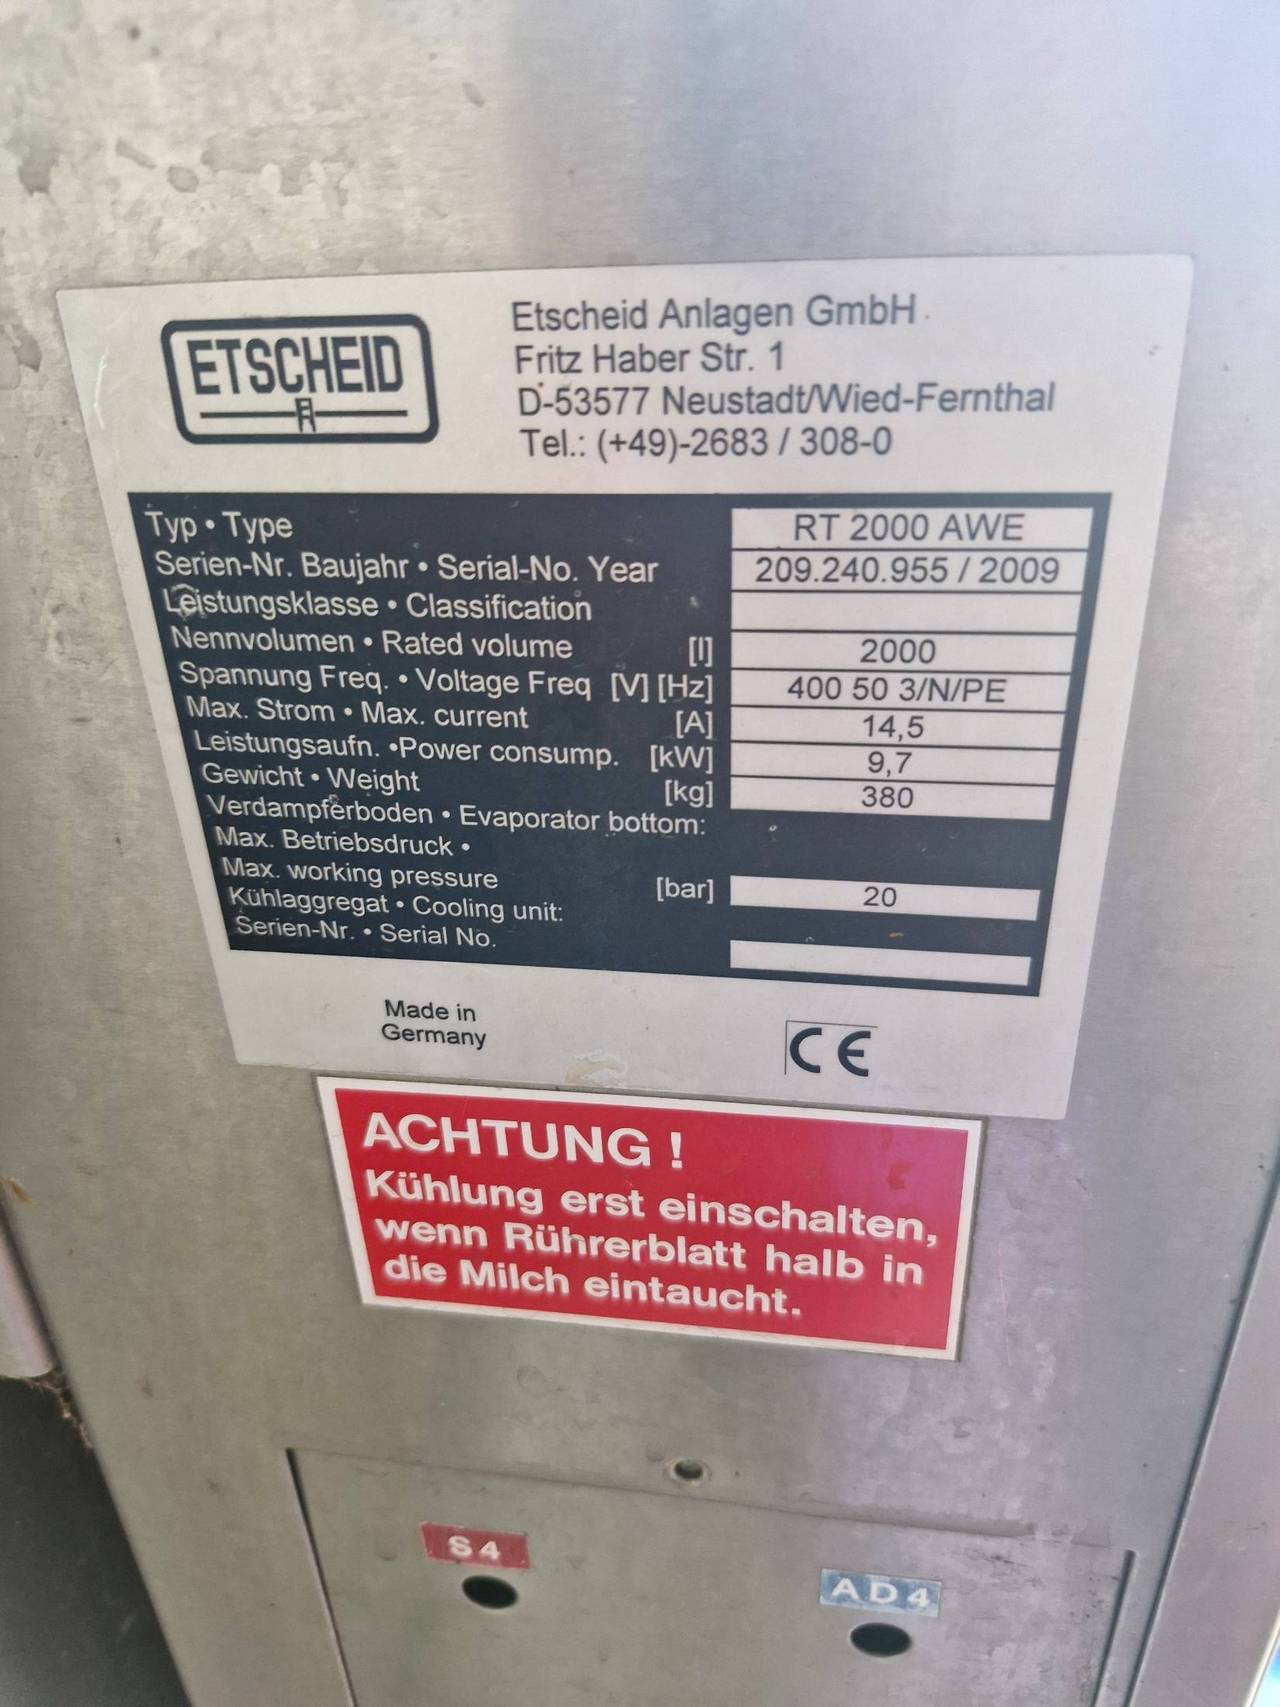 ETSCHEID
Etscheid Anlagen GmbH
Fritz Haber Str. 1
D-53577 Neustadt/Wied-Fernthal
Tel.: (+49)-2683 / 308-0
Typ • Type RT 2000 AWE
Serien-Nr. Baujahr • Serial-No. Year 209.240.955 / 2009
Leistungsklasse • Classification
Nennvolumen • Rated volume [l] 2000
Spannung Freq. • Voltage Freq [V] [Hz] 400 50 3/N/PE
Max. Strom • Max. current [A] 14,5
Leistungsaufn. •Power consump. [kW] 9,7
Gewicht • Weight [kg] 380
Verdampferboden • Evaporator bottom:
Max. Betriebsdruck •
Max. working pressure [bar] 20
Kühlaggregat • Cooling unit:
Serien-Nr. • Serial No.
Made in
Germany
CE
ACHTUNG !
Kühlung erst einschalten,
wenn Rührerblatt halb in
die Milch eintaucht.
S4
AD4